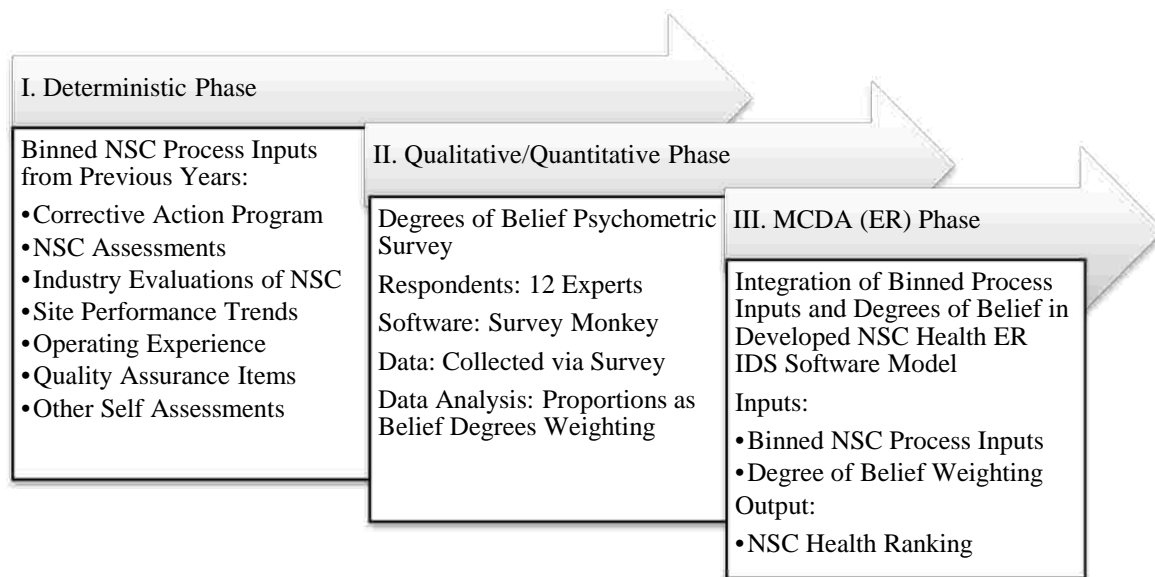 I. Deterministic Phase
Binned NSC Process Inputs
from Previous Years:
•Corrective Action Program
•NSC Assessments
•Industry Evaluations of NSC
•Site Performance Trends
•Operating Experience
•Quality Assurance Items
•Other Self Assessments
II. Qualitative/Quantitative Phase
Degrees of Belief Psychometric
Survey
Respondents: 12 Experts
Software: Survey Monkey
Data: Collected via Survey
Data Analysis: Proportions as
Belief Degrees Weighting
III. MCDA (ER) Phase
Integration of Binned Process
Inputs and Degrees of Belief in
Developed NSC Health ER
IDS Software Model
Inputs:
•Binned NSC Process Inputs
•Degree of Belief Weighting
Output:
•NSC Health Ranking